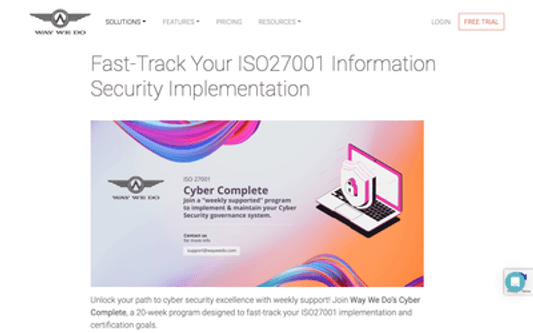 WAY WE DO
SOLUTIONS
FEATURES
PRICING
RESOURCES
LOGIN
FREE TRIAL
Fast-Track Your ISO27001 Information
Security Implementation
WAY WE DO
ISO 27001
Cyber Complete
Join a "weekly supported" program
to implement & maintain your Cyber
Security governance system.
Contact us
for more info
support@waywedo.com
Unlock your path to cyber security excellence with weekly support! Join Way We Do's Cyber
Complete, a 20-week program designed to fast-track your ISO27001 implementation and
certification goals.